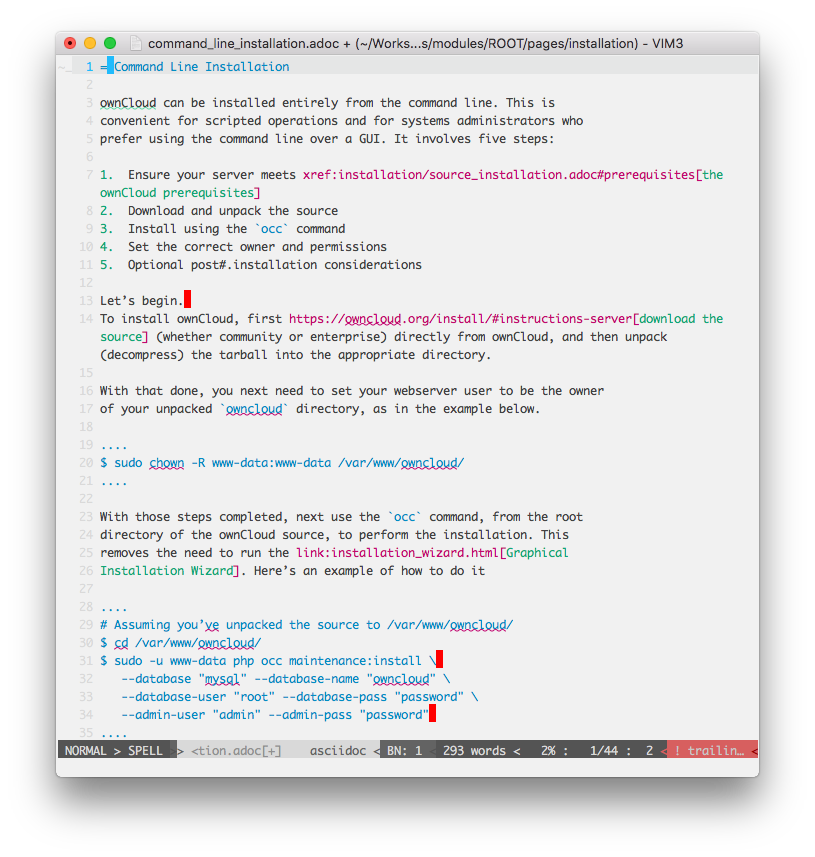 command_line_installation.adoc + (~/Works...s/modules/ROOT/pages/installation) - VIM3
1 = Command Line Installation
2
3 ownCloud can be installed entirely from the command line. This is
4 convenient for scripted operations and for systems administrators who
5 prefer using the command line over a GUI. It involves five steps:
6
7 1.  Ensure your server meets xref:installation/source_installation.adoc#prerequisites[the
ownCloud prerequisites]
8 2.  Download and unpack the source
9 3.  Install using the `occ` command
10 4.  Set the correct owner and permissions
11 5.  Optional post#.installation considerations
12
13 Let’s begin.
14 To install ownCloud, first https://owncloud.org/install/#instructions-server[download the
source] (whether community or enterprise) directly from ownCloud, and then unpack
(decompress) the tarball into the appropriate directory.
15
16 With that done, you next need to set your webserver user to be the owner
17 of your unpacked `owncloud` directory, as in the example below.
18
19 ....
20 $ sudo chown -R www-data:www-data /var/www/owncloud/
21 ....
22
23 With those steps completed, next use the `occ` command, from the root
24 directory of the ownCloud source, to perform the installation. This
25 removes the need to run the link:installation_wizard.html[Graphical
26 Installation Wizard]. Here’s an example of how to do it
27
28 ....
29 # Assuming you’ve unpacked the source to /var/www/owncloud/
30 $ cd /var/www/owncloud/
31 $ sudo -u www-data php occ maintenance:install \
32    --database "mysql" --database-name "owncloud" \
33    --database-user "root" --database-pass "password" \
34    --admin-user "admin" --admin-pass "password"
35 ....
NORMAL > SPELL > <tion.adoc[+] asciidoc < BN: 1 < 293 words < 2% : 1/44 : 2 < ! trailin… <